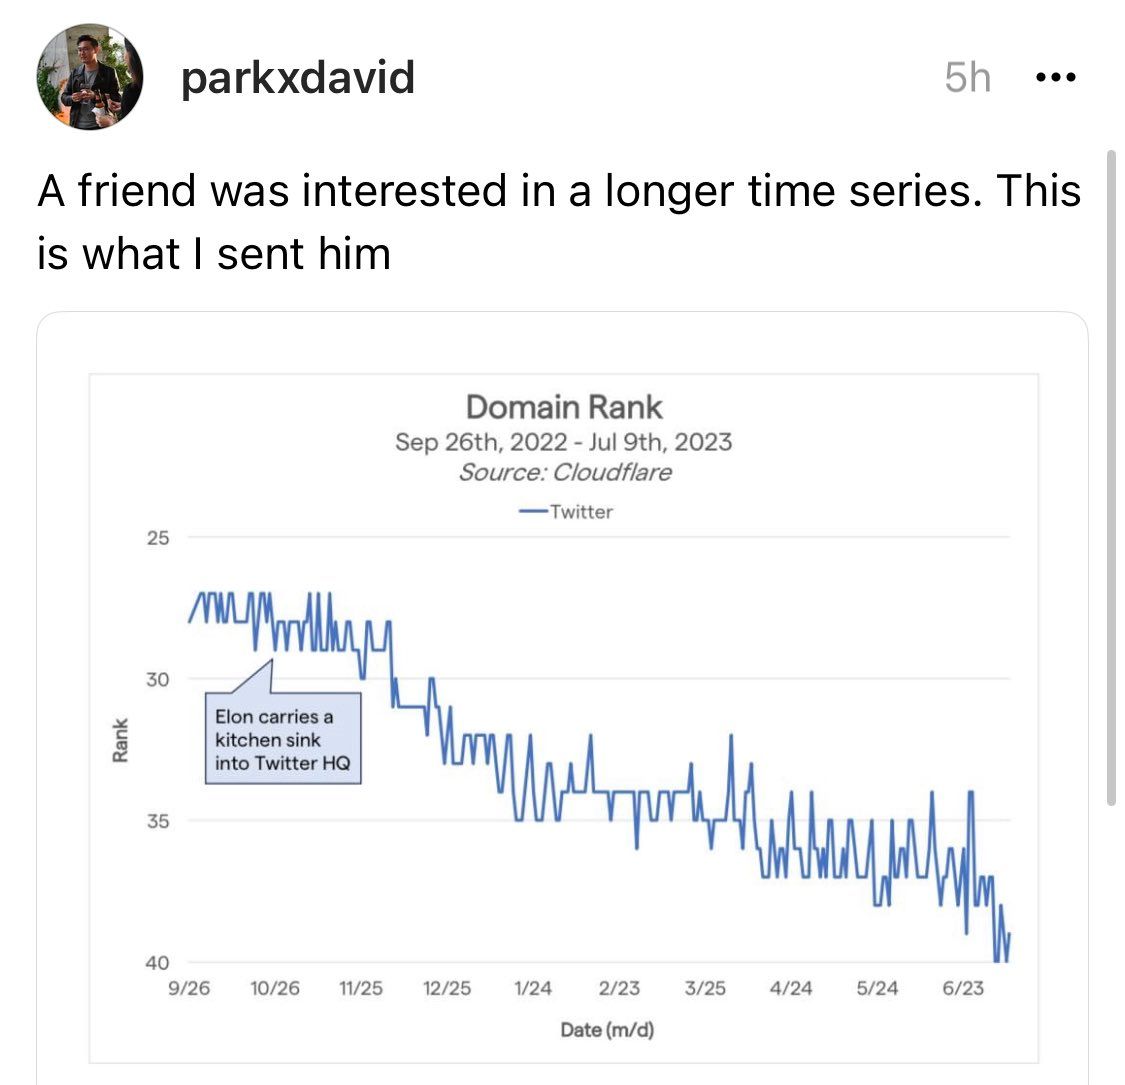 parkxdavid 5h
A friend was interested in a longer time series. This
is what I sent him
Domain Rank
Sep 26th, 2022 - Jul 9th, 2023
Source: Cloudflare
Twitter
25
30
Elon carries a
kitchen sink
into Twitter HQ
Rank
35
40
9/26 10/26 11/25 12/25 1/24 2/23 3/25 4/24 5/24 6/23
Date (m/d)